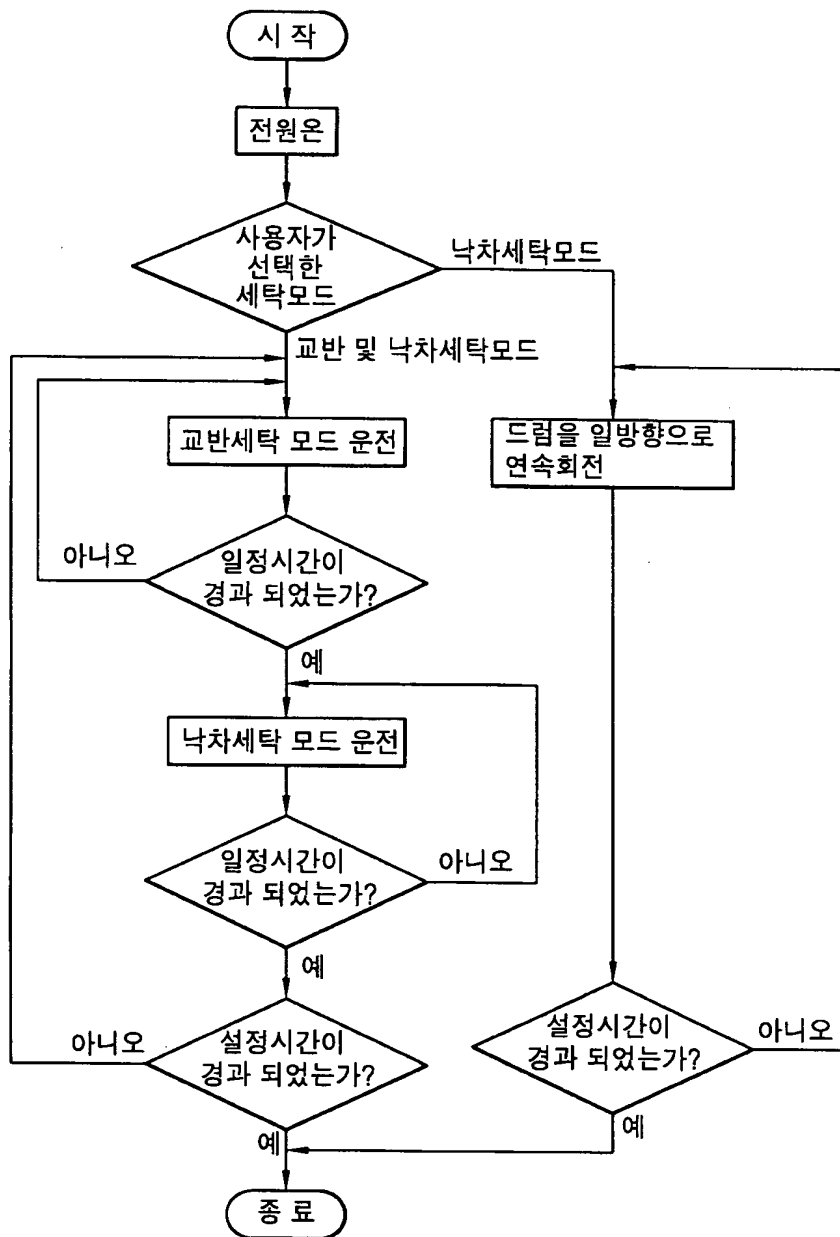 시 작
전원온
사용자가
선택한
세탁모드
낙차세탁모드
교반 및 낙차세탁모드
교반세탁 모드 운전
드럼을 일방향으로
연속회전
아니오
일정시간이
경과 되었는가?
예
낙차세탁 모드 운전
일정시간이
경과 되었는가?
아니오
예
아니오
설정시간이
경과 되었는가?
설정시간이
경과 되었는가?
아니오
예
예
종 료